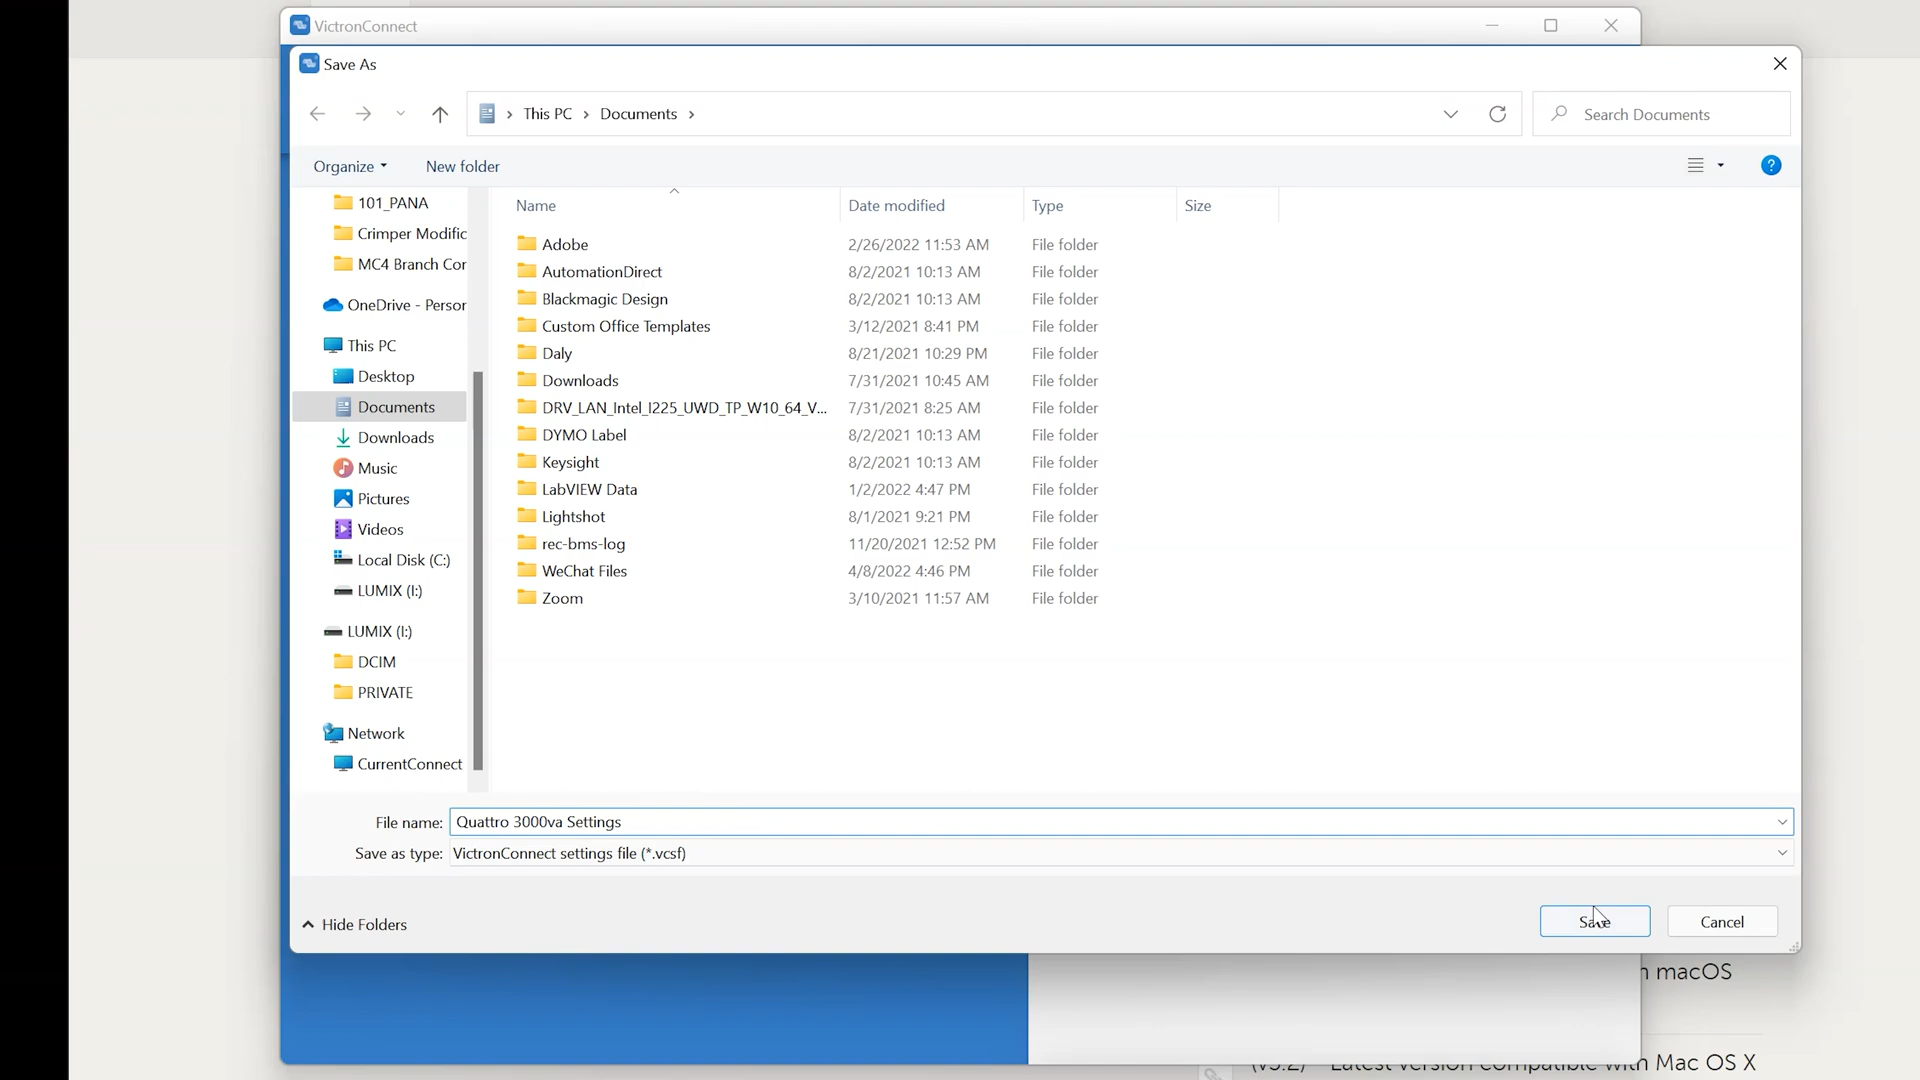 VictronConnect
Save As
This PC > Documents >
Search Documents
Organize
New folder
?
101_PANA
Crimper Modific
MC4 Branch Cor
OneDrive - Persor
This PC
Desktop
Documents
Downloads
Music
Pictures
Videos
Local Disk (C:)
LUMIX (I:)
LUMIX (I:)
DCIM
PRIVATE
Network
CurrentConnect
Name Date modified Type Size
Adobe 2/26/2022 11:53 AM File folder
AutomationDirect 8/2/2021 10:13 AM File folder
Blackmagic Design 8/2/2021 10:13 AM File folder
Custom Office Templates 3/12/2021 8:41 PM File folder
Daly 8/21/2021 10:29 PM File folder
Downloads 7/31/2021 10:45 AM File folder
DRV_LAN_Intel_I225_UWD_TP_W10_64_V... 7/31/2021 8:25 AM File folder
DYMO Label 8/2/2021 10:13 AM File folder
Keysight 8/2/2021 10:13 AM File folder
LabVIEW Data 1/2/2022 4:47 PM File folder
Lightshot 8/1/2021 9:21 PM File folder
rec-bms-log 11/20/2021 12:52 PM File folder
WeChat Files 4/8/2022 4:46 PM File folder
Zoom 3/10/2021 11:57 AM File folder
File name: Quattro 3000va Settings
Save as type: VictronConnect settings file (*.vcsf)
Hide Folders
Save
Cancel
macOS
(v5.2) Latest version compatible with Mac OS X